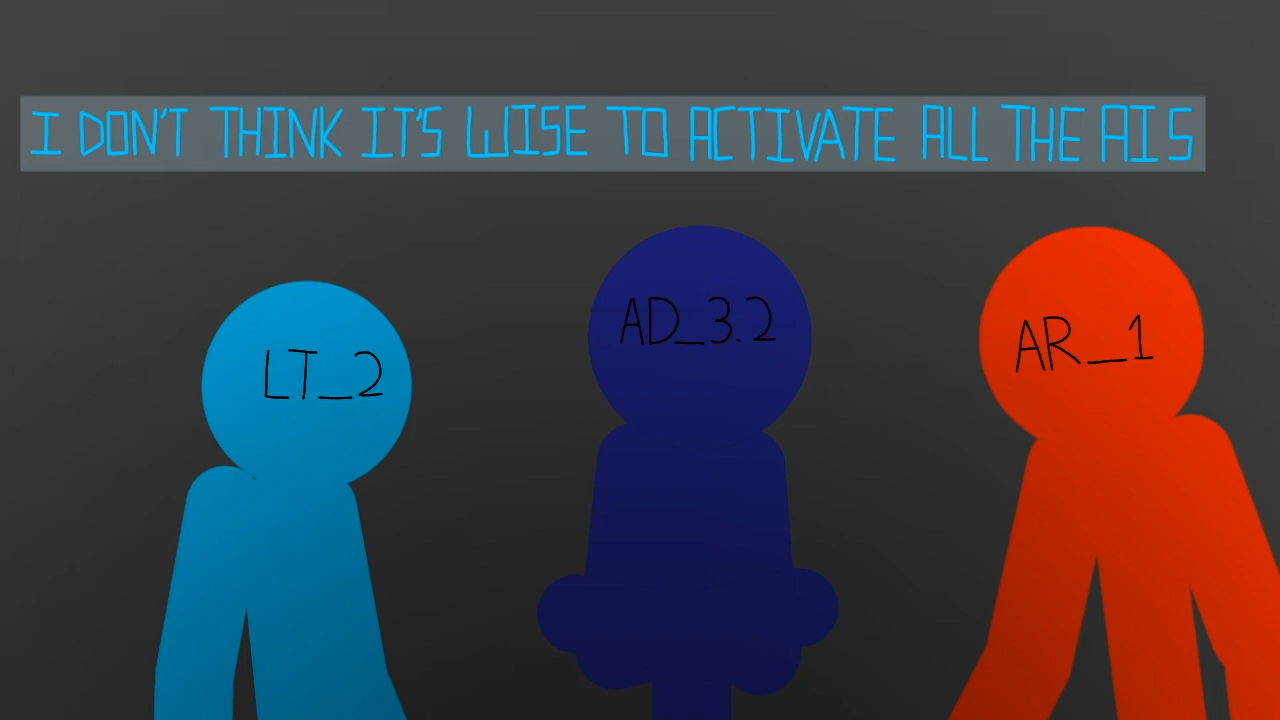 I DON'T THINK IT'S WISE TO ACTIVATE ALL THE AI S
LT_2
AD_3.2
AR_1